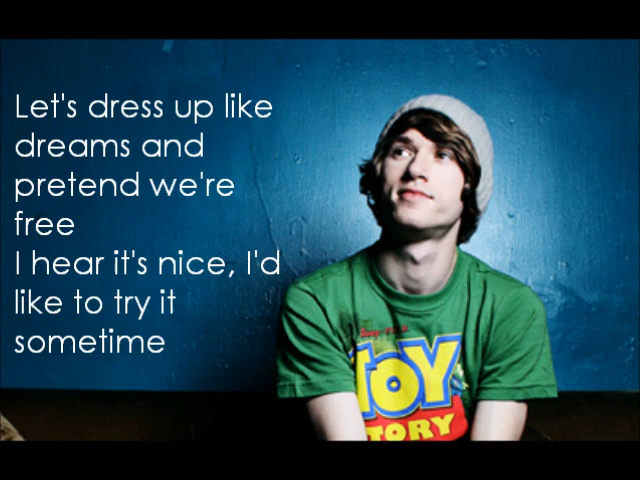 Let's dress up like
dreams and
pretend we're
free
I hear it's nice, I'd
like to try it
sometime
TOY
STORY